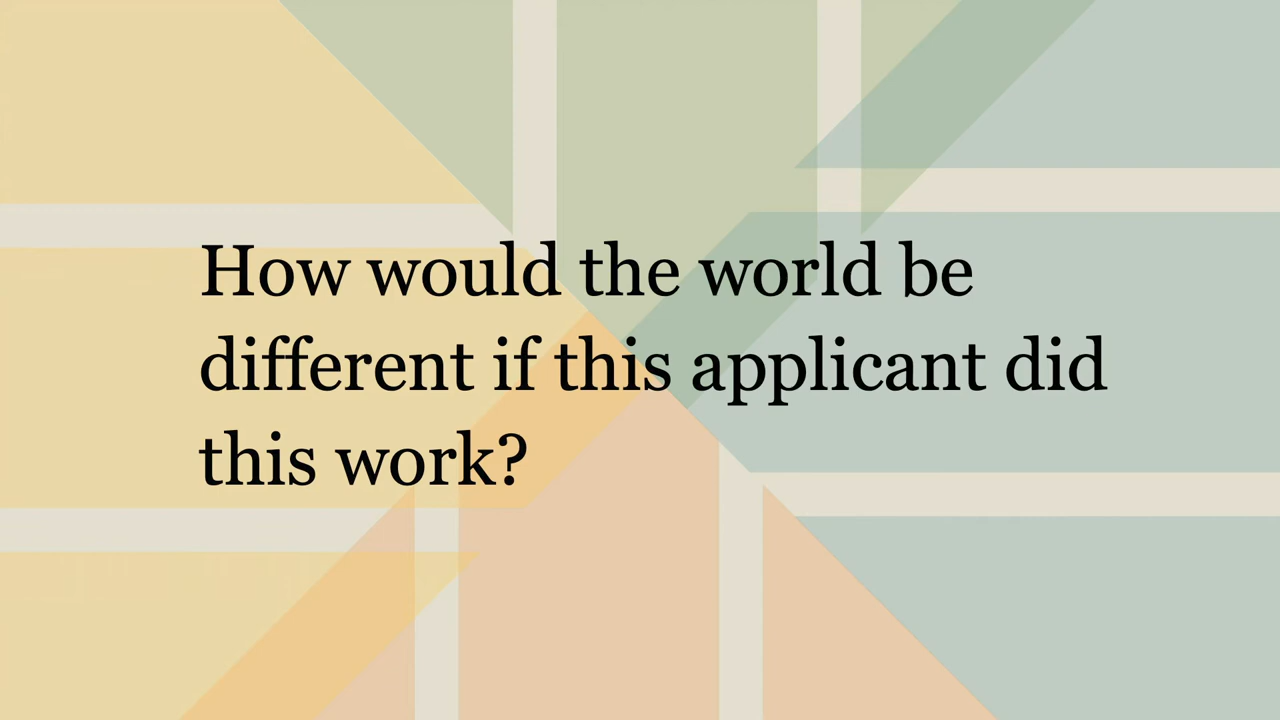 How would the world be
different if this applicant did
this work?